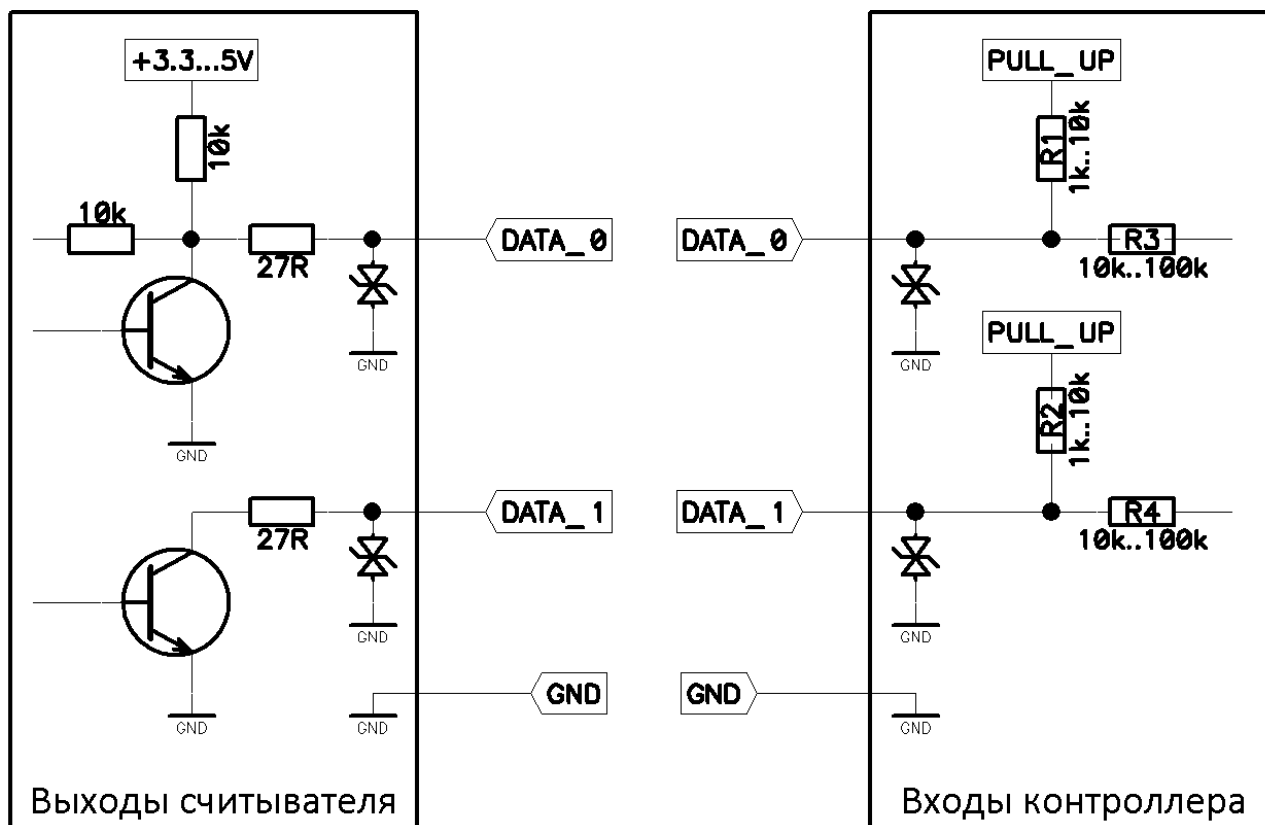 +3.3...5V
10k
10k
27R
DATA_0
GND
GND
27R
DATA_1
GND
GND
GND
GND
Выходы считывателя
PULL_UP
R1
1k..10k
DATA_0
R3
10k..100k
GND
PULL_UP
R2
1k..10k
DATA_1
R4
10k..100k
GND
GND
GND
Входы контроллера